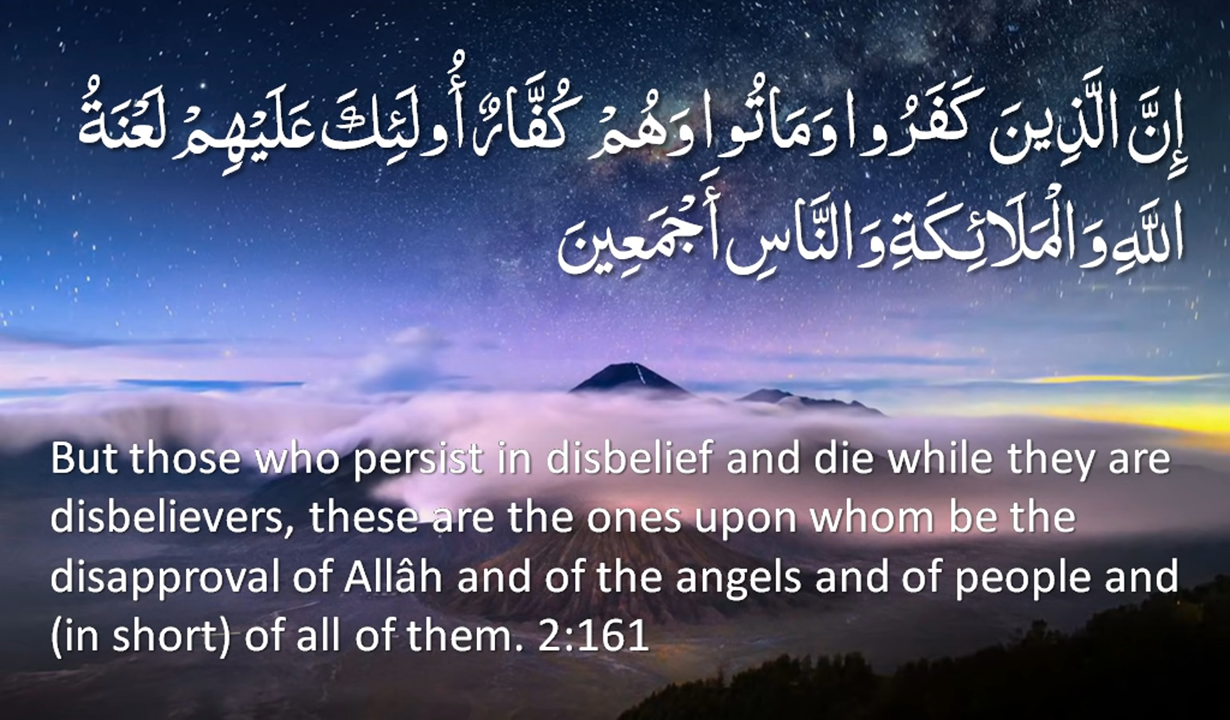 إِنَّ الَّذِينَ كَفَرُوا وَمَاتُوا وَهُمْ كُفَّارٌ أُولَئِكَ عَلَيْهِمْ لَعْنَةُ
اللَّهِ وَالْمَلَائِكَةِ وَالنَّاسِ أَجْمَعِينَ
But those who persist in disbelief and die while they are
disbelievers, these are the ones upon whom be the
disapproval of Allâh and of the angels and of people and
(in short) of all of them. 2:161